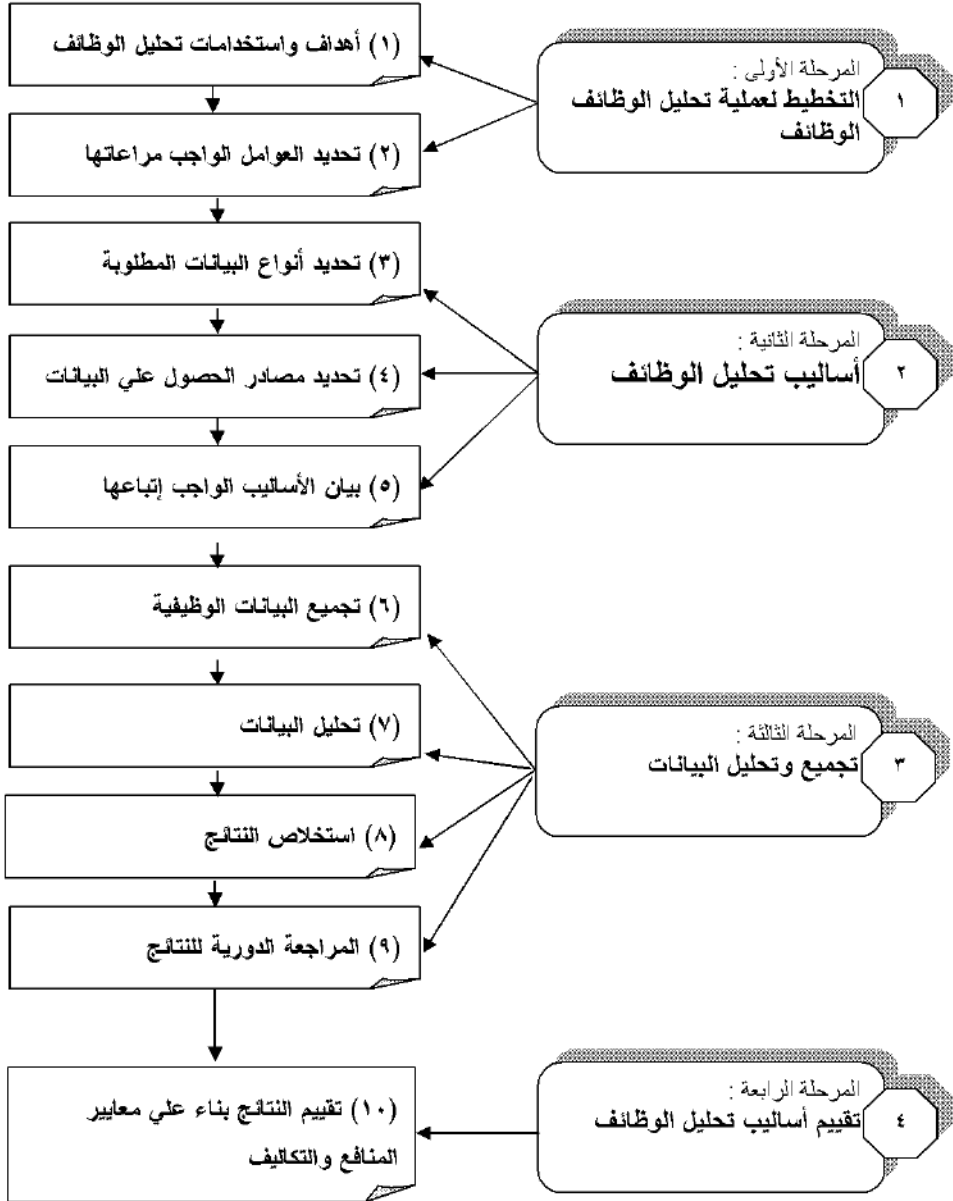 المرحلة الأولى :
التخطيط لعملية تحليل الوظائف
الوظائف
١
(١) أهداف واستخدامات تحليل الوظائف
(٢) تحديد العوامل الواجب مراعاتها
المرحلة الثانية :
أساليب تحليل الوظائف
٢
(٣) تحديد أنواع البيانات المطلوبة
(٤) تحديد مصادر الحصول علي البيانات
(٥) بيان الأساليب الواجب إتباعها
المرحلة الثالثة :
تجميع وتحليل البيانات
٣
(٦) تجميع البيانات الوظيفية
(٧) تحليل البيانات
(٨) استخلاص النتائج
(٩) المراجعة الدورية للنتائج
المرحلة الرابعة :
تقييم أساليب تحليل الوظائف
٤
(١٠) تقييم النتائج بناء علي معايير
المنافع والتكاليف